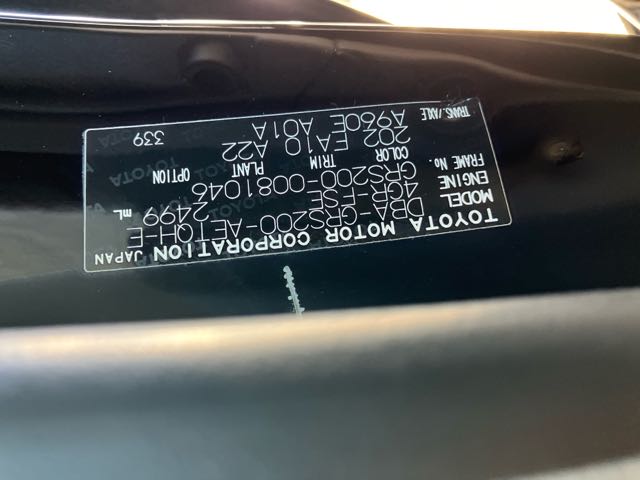 TOYOTA MOTOR CORPORATION JAPAN
MODEL DBA-GRS200-AETQH-E
ENGINE 4GR-FSE 2499 mL
FRAME No. GRS200-0081046
COLOR TRIM PLANT OPTION
202 EA10 A22
TRANS./AXLE A960E A01A
339